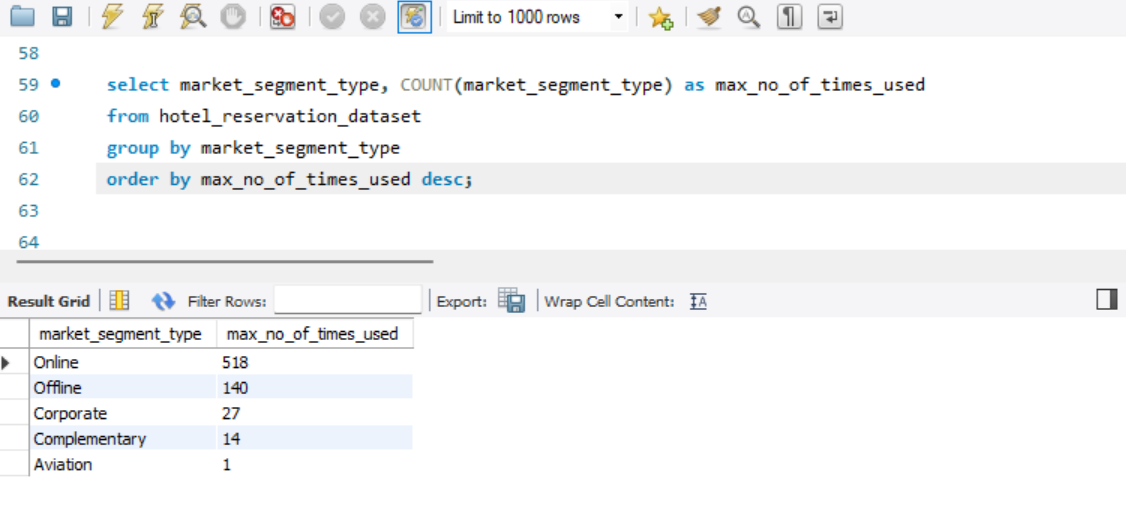 Limit to 1000 rows
58
59 select market_segment_type, COUNT(market_segment_type) as max_no_of_times_used
60 from hotel_reservation_dataset
61 group by market_segment_type
62 order by max_no_of_times_used desc;
63
64
Result Grid Filter Rows: Export: Wrap Cell Content: IA
market_segment_type max_no_of_times_used
Online 518
Offline 140
Corporate 27
Complementary 14
Aviation 1